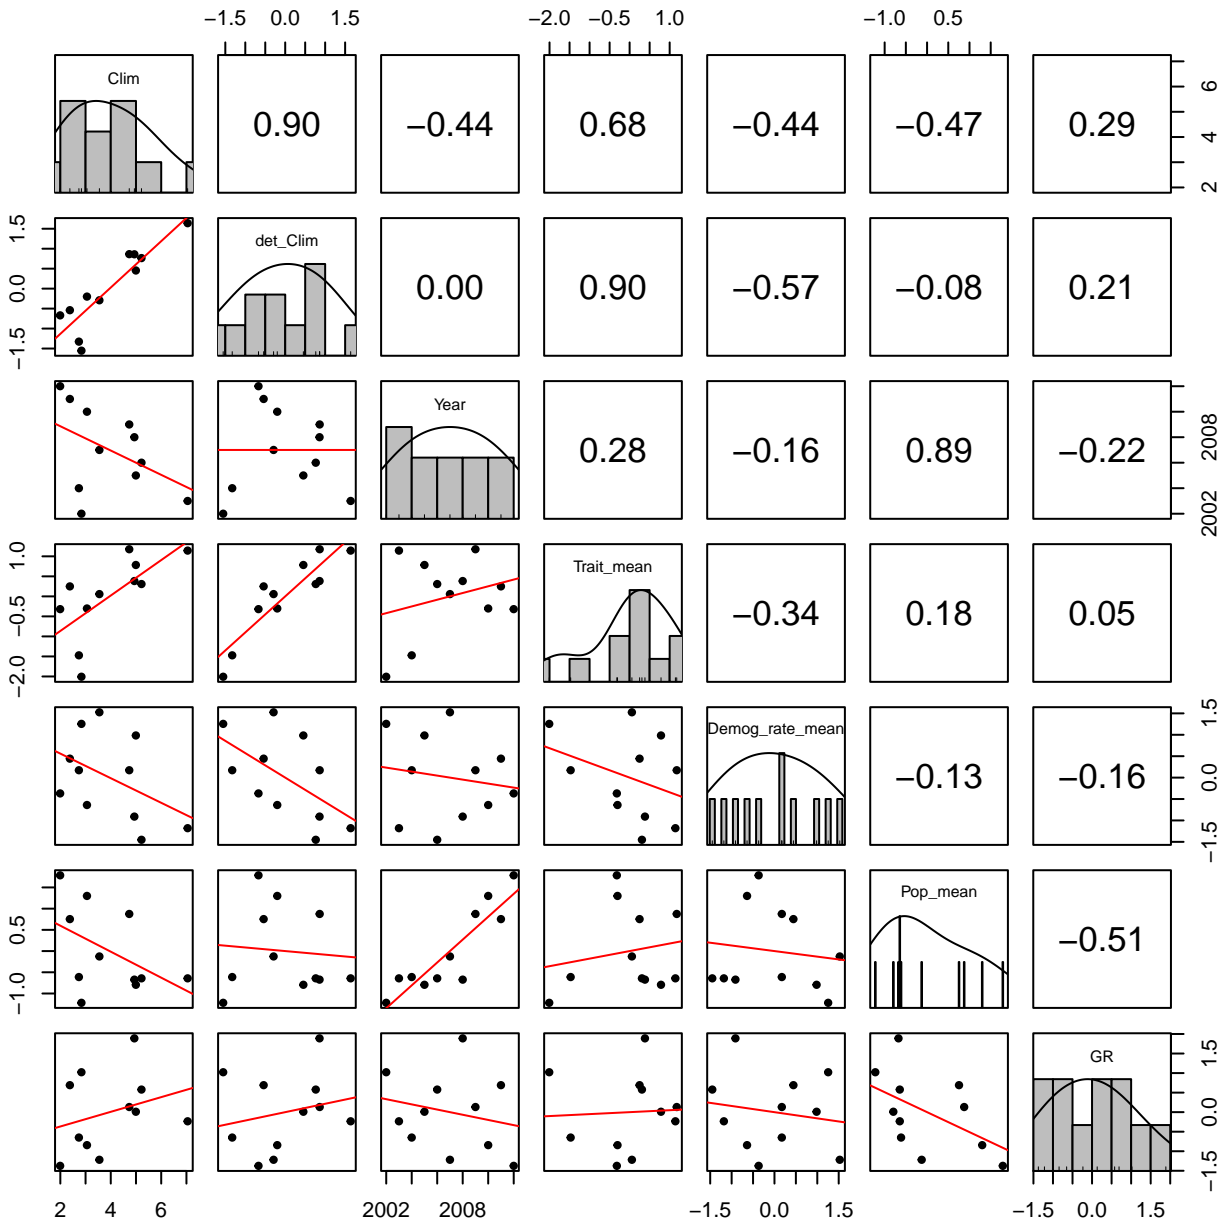 −1.5 0.0 1.5 −2.0 −0.5 1.0 −1.0 0.5
Clim 0.90 −0.44 0.68 −0.44 −0.47 0.29 2 4 6
−1.5 0.0 1.5 det_Clim 0.00 0.90 −0.57 −0.08 0.21
Year 0.28 −0.16 0.89 −0.22 2002 2008
−2.0 −0.5 1.0 Trait_mean −0.34 0.18 0.05
Demog_rate_mean −0.13 −0.16 −1.5 0.0 1.5
−1.0 0.5 Pop_mean −0.51
GR −1.5 0.0 1.5
2 4 6 2002 2008 −1.5 0.0 1.5 −1.5 0.0 1.5